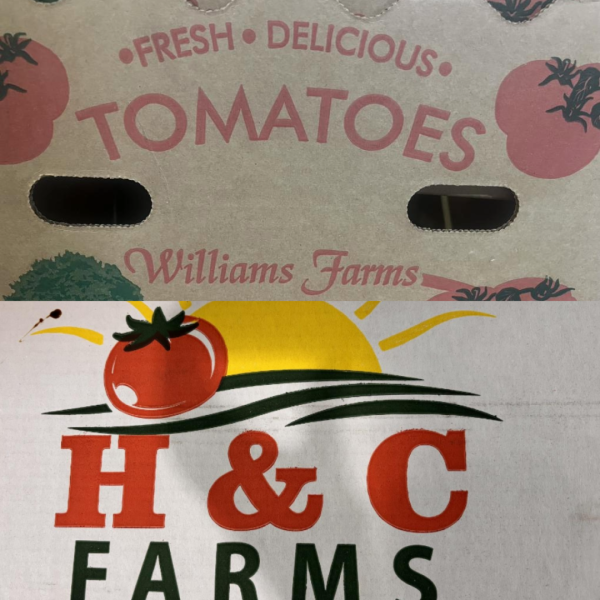 •FRESH • DELICIOUS•
TOMATOES
Williams Farms
H & C
FARMS